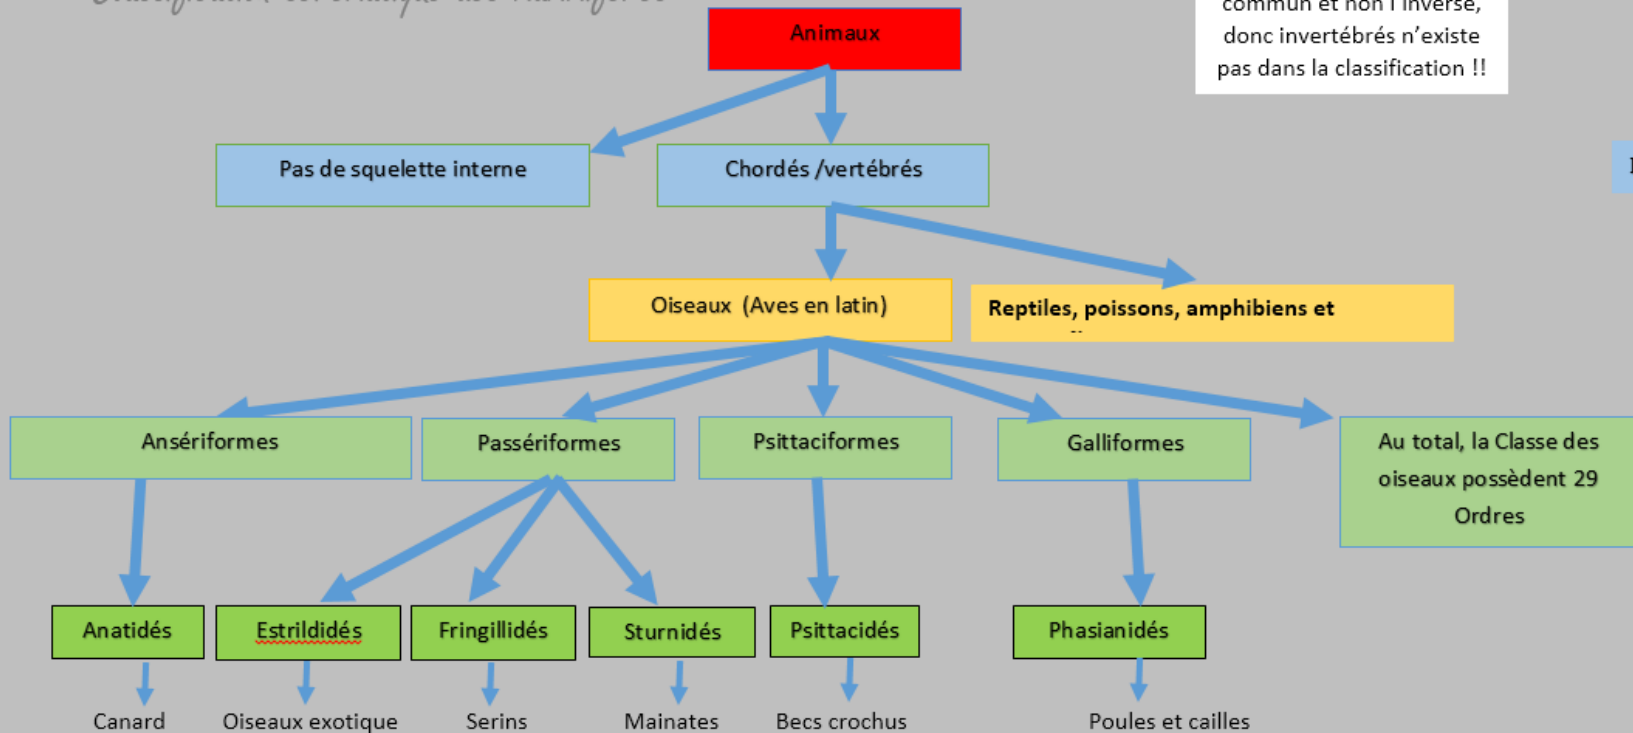 commun et non l'inverse,
donc invertébrés n'existe
pas dans la classification !!
Animaux
Pas de squelette interne
Chordés /vertébrés
Oiseaux (Aves en latin)
Reptiles, poissons, amphibiens et
Ansériformes
Passériformes
Psittaciformes
Galliformes
Au total, la Classe des
oiseaux possèdent 29
Ordres
Anatidés
Estrildidés
Fringillidés
Sturnidés
Psittacidés
Phasianidés
Canard
Oiseaux exotique
Serins
Mainates
Becs crochus
Poules et cailles